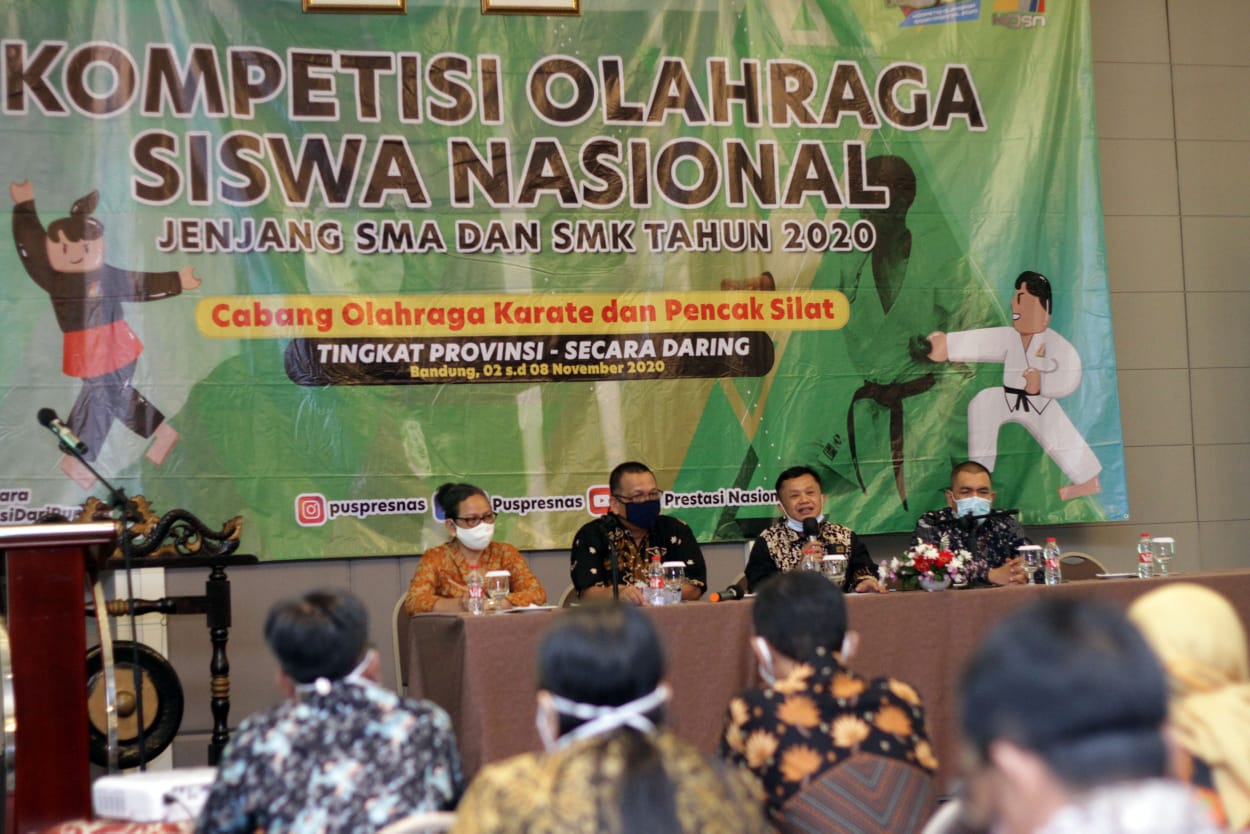 KOMPETISI OLAHRAGA
SISWA NASIONAL
JENJANG SMA DAN SMK TAHUN 2020
Cabang Olahraga Karate dan Pencak Silat
TINGKAT PROVINSI - SECARA DARING
Bandung, 02 s.d 08 November 2020
puspresnas
Puspresnas
Prestasi Nasion